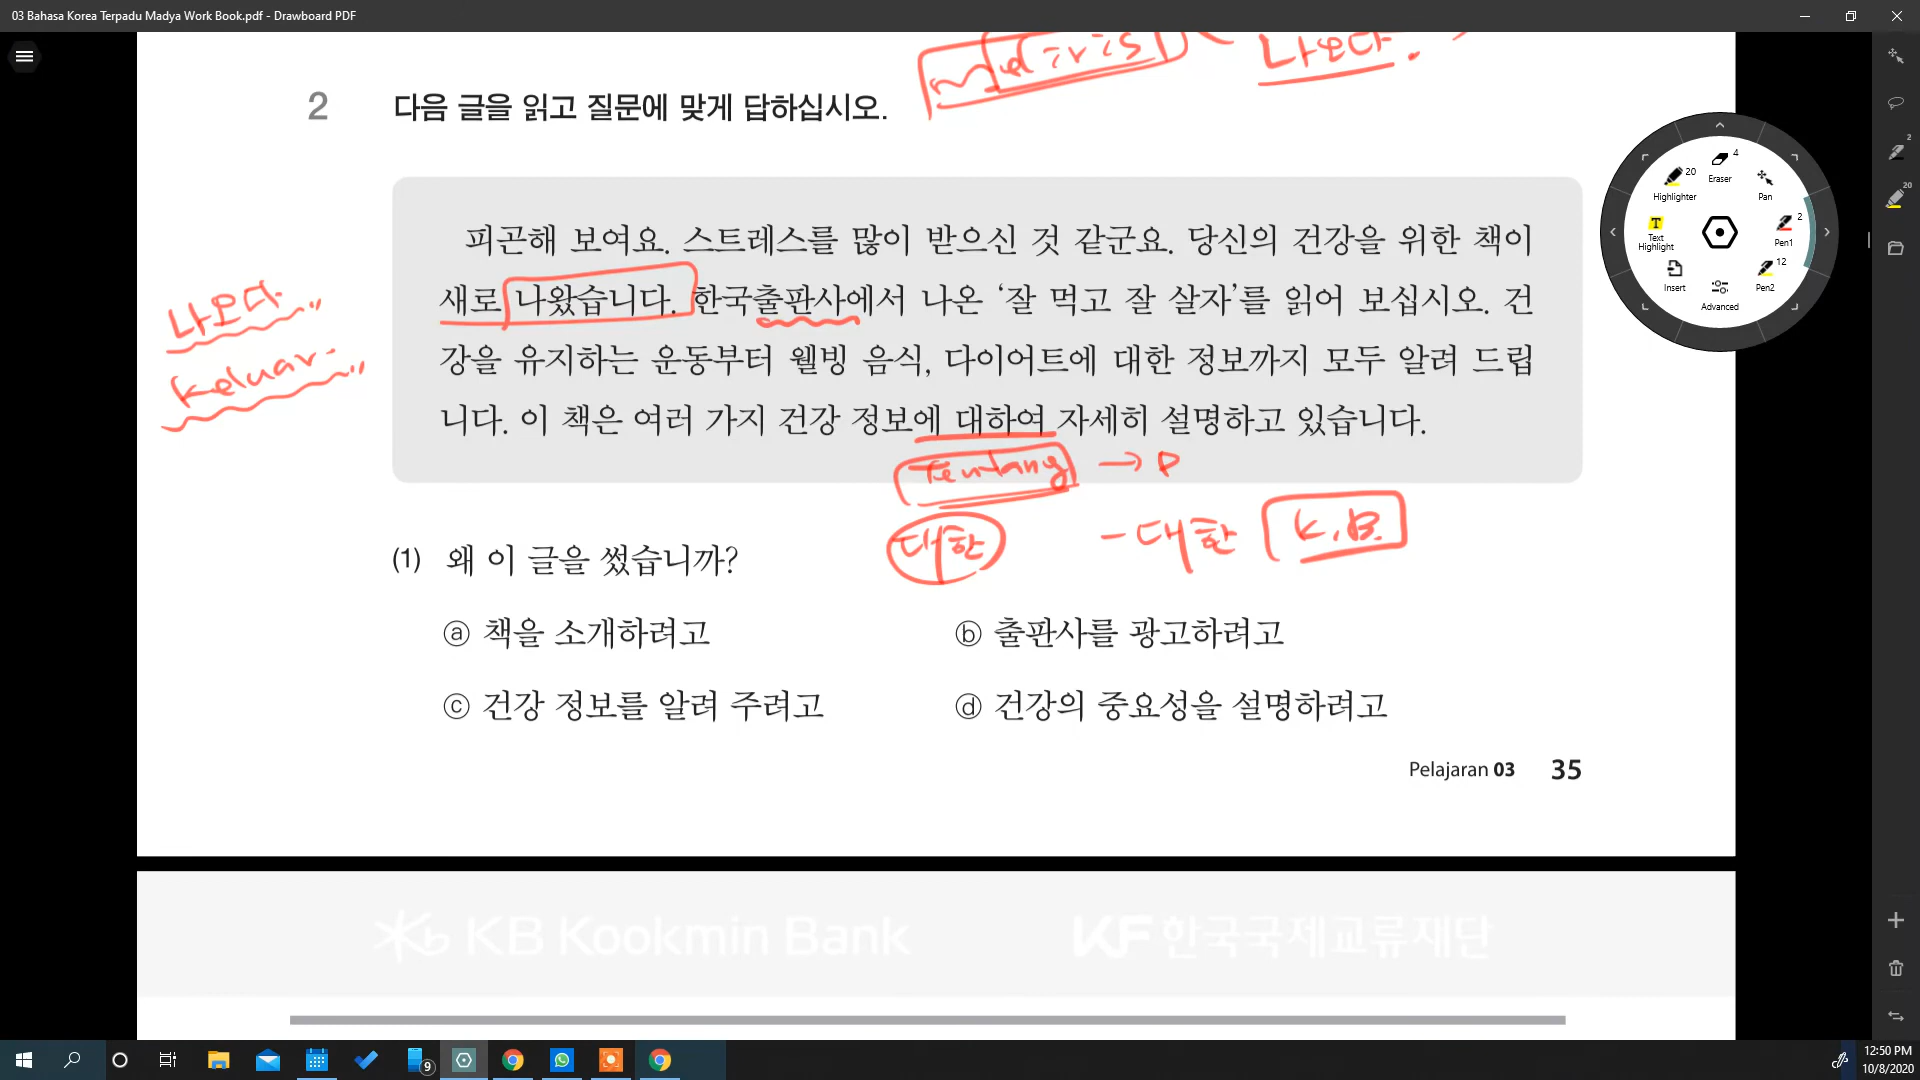 03 Bahasa Korea Terpadu Madya Work Book.pdf - Drawboard PDF
나오다.
2 다음 글을 읽고 질문에 맞게 답하십시오.
피곤해 보여요. 스트레스를 많이 받으신 것 같군요. 당신의 건강을 위한 책이
새로 나왔습니다. 한국출판사에서 나온 ‘잘 먹고 잘 살자’를 읽어 보십시오. 건
강을 유지하는 운동부터 웰빙 음식, 다이어트에 대한 정보까지 모두 알려 드립
니다. 이 책은 여러 가지 건강 정보에 대하여 자세히 설명하고 있습니다.
나오다
keluar.
Tentang →
대한
- 대한 K.B.
(1) 왜 이 글을 썼습니까?
ⓐ 책을 소개하려고
ⓑ 출판사를 광고하려고
ⓒ 건강 정보를 알려 주려고
ⓓ 건강의 중요성을 설명하려고
Pelajaran 03 35
KB Kookmin Bank
KF 한국국제교류재단
4
Eraser
20
Highlighter
Pan
Text
Highlight
2
Pen1
Insert
12
Pen2
Advanced
2
20
9
12:50 PM
10/8/2020